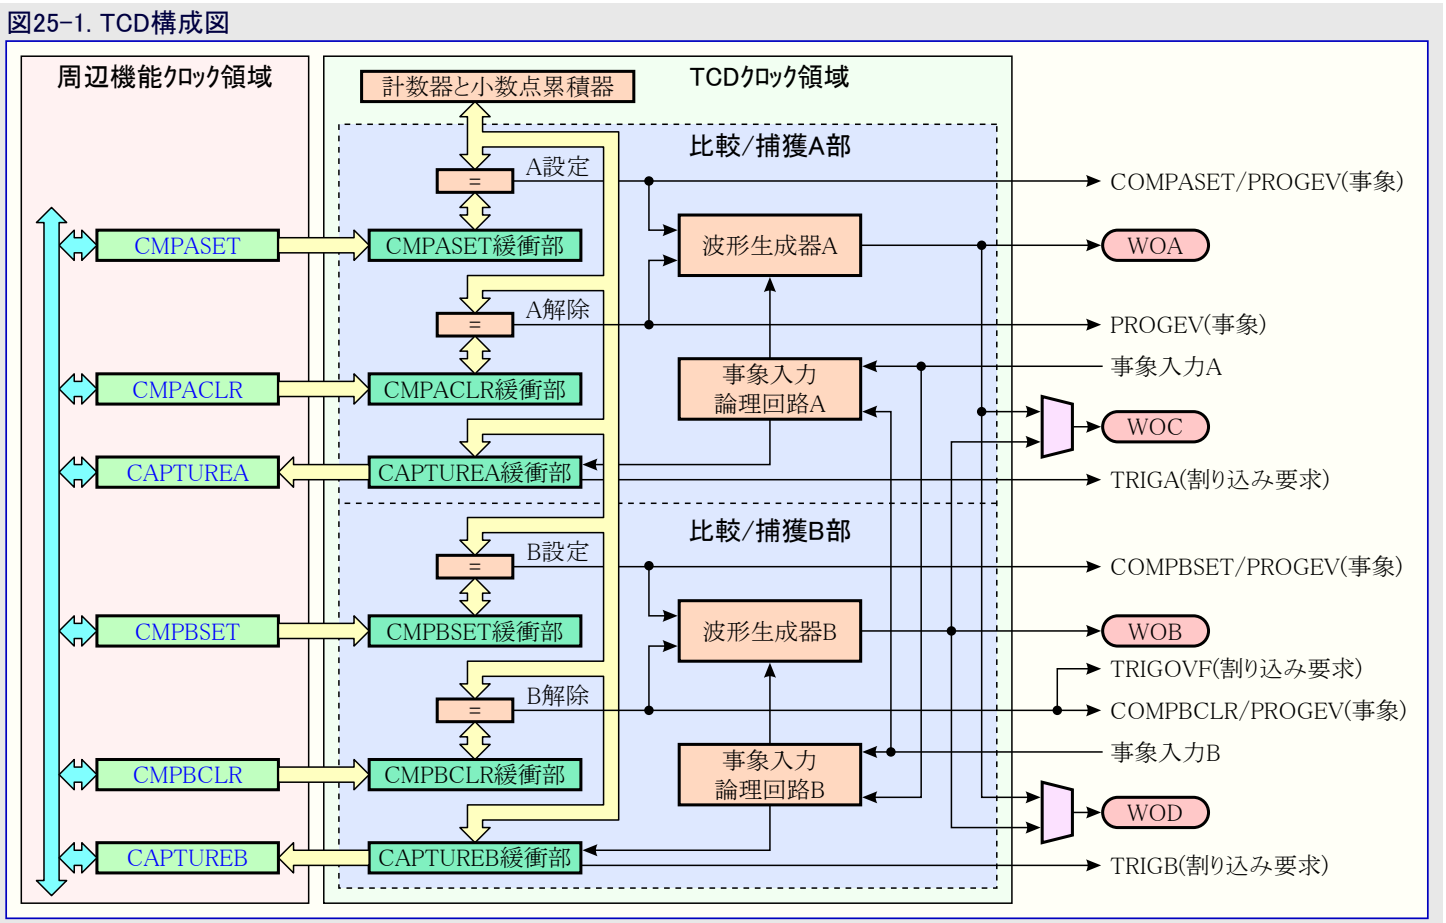 図25-1. TCD構成図
周辺機能クロック領域
TCDクロック領域
計数器と小数点累積器
比較/捕獲A部
A設定
=
COMPASET/PROGEV(事象)
CMPASET
CMPASET緩衝部
波形生成器A
WOA
A解除
=
PROGEV(事象)
事象入力A
CMPACLR
CMPACLR緩衝部
事象入力
論理回路A
WOC
CAPTUREA
CAPTUREA緩衝部
TRIGA(割り込み要求)
比較/捕獲B部
B設定
=
COMPBSET/PROGEV(事象)
CMPBSET
CMPBSET緩衝部
波形生成器B
WOB
TRIGOVF(割り込み要求)
B解除
=
COMPBCLR/PROGEV(事象)
事象入力B
CMPBCLR
CMPBCLR緩衝部
事象入力
論理回路B
WOD
CAPTUREB
CAPTUREB緩衝部
TRIGB(割り込み要求)